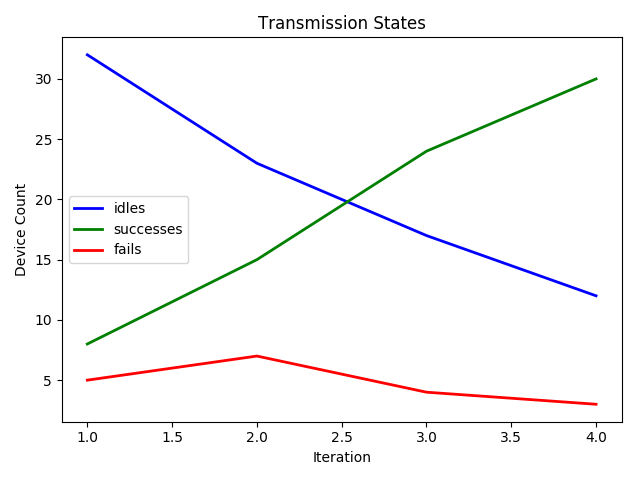 Transmission States
Device Count
30
25
20
15
10
5
idles
successes
fails
1.0 1.5 2.0 2.5 3.0 3.5 4.0
Iteration